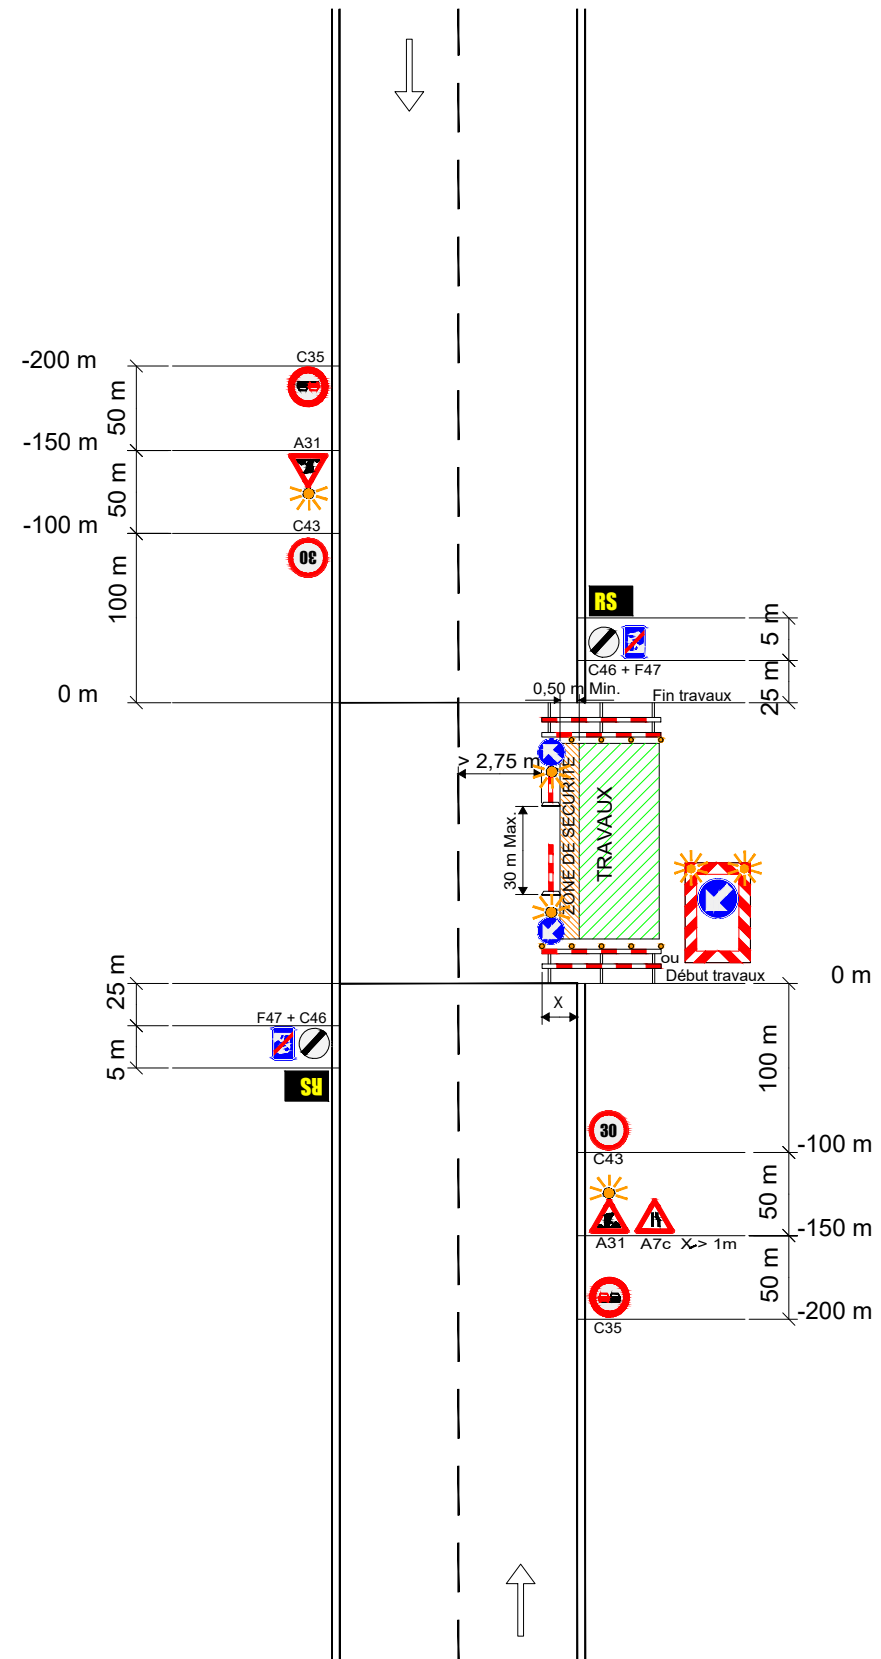 -200 m
50 m
-150 m
50 m
-100 m
100 m
0 m
C35
A31
C43
30
RS
5 m
25 m
C46 + F47
0,50 m Min.
Fin travaux
> 2,75 m
30 m Max.
ZONE DE SECURITE
TRAVAUX
ou
Début travaux
0 m
X
25 m
5 m
F47 + C46
RS
100 m
30
C43
-100 m
50 m
A31 A7c X > 1m
-150 m
50 m
C35
-200 m